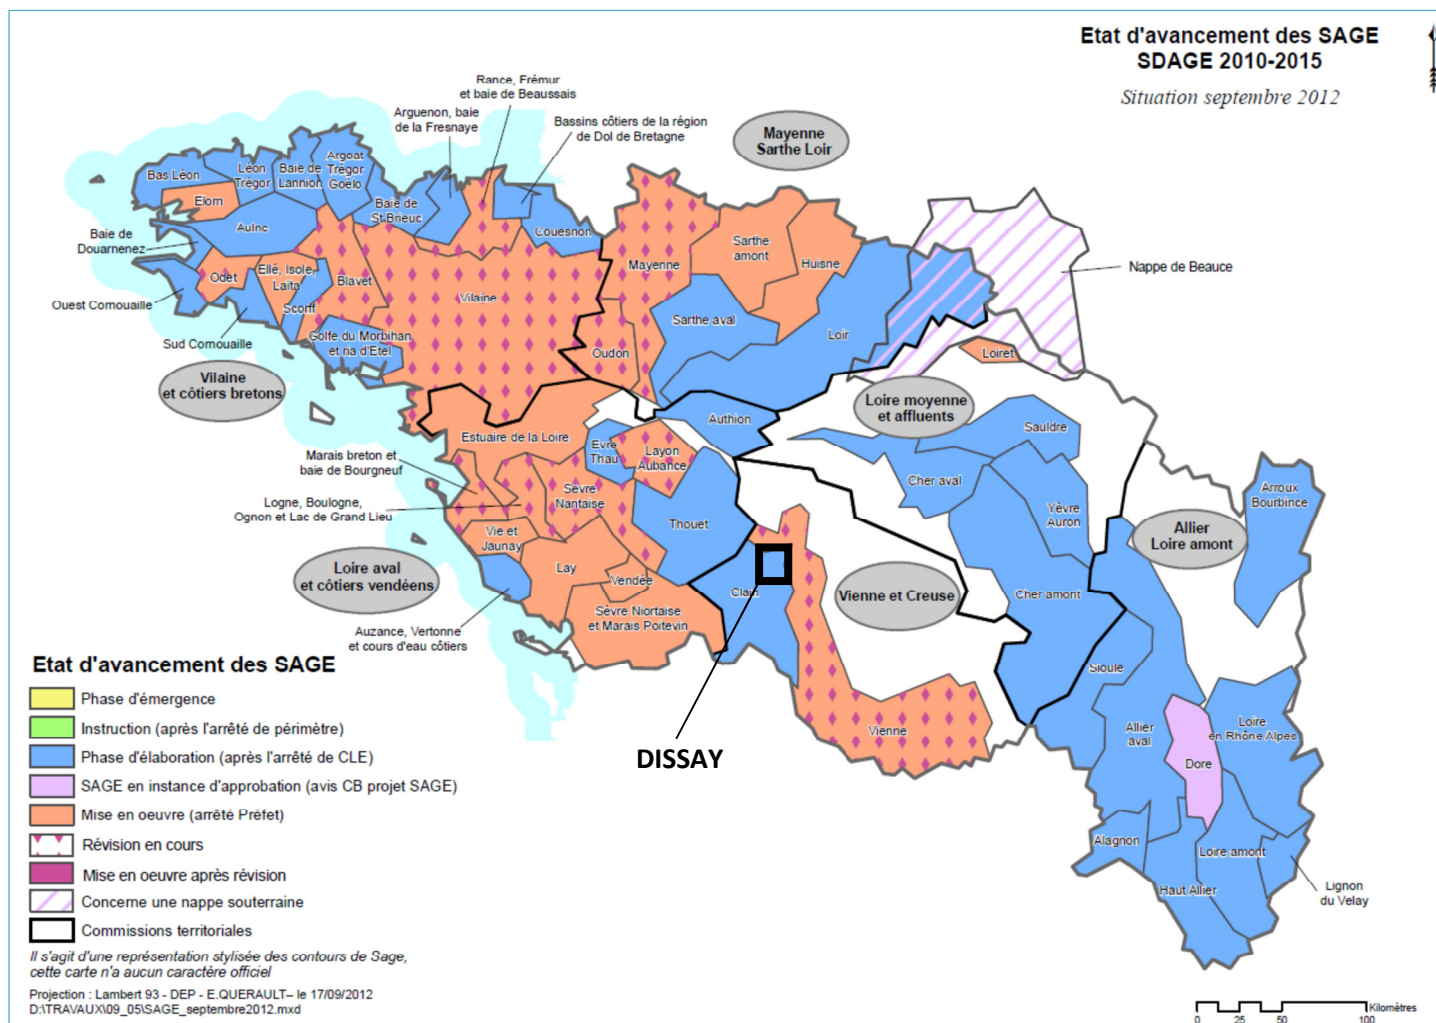 Etat d'avancement des SAGE
SDAGE 2010-2015
Situation septembre 2012
Rance, Frémur
et baie de Beaussais
Arguenon, baie
de la Fresnaye
Bassins côtiers de la région
de Dol de Bretagne
Mayenne
Sarthe Loir
Bas Léon
Léon
Trégor
Baie de
Lannion
Argoat
Trégor
Goëlo
Elorn
Baie de
St Brieuc
Aulne
Couesnon
Baie de
Douarnenez
Odet
Ellé, Isole,
Laïta
Blavet
Scorff
Vilaine
Mayenne
Sarthe
amont
Huisne
Nappe de Beauce
Ouest Cornouaille
Sud Cornouaille
Golfe du Morbihan
et ria d'Etel
Oudon
Sarthe aval
Loir
Loiret
Vilaine
et côtiers bretons
Loire moyenne
et affluents
Authion
Sauldre
Estuaire de la Loire
Evre
Thau
Layon
Aubance
Marais breton et
baie de Bourgneuf
Logne, Boulogne,
Ognon et Lac de Grand Lieu
Sèvre
Nantaise
Cher aval
Yèvre
Auron
Arroux
Bourbince
Thouet
Allier
Loire amont
Vie et
Jaunay
Lay
Vendée
Loire aval
et côtiers vendéens
Clain
Vienne et Creuse
Cher amont
Sèvre Niortaise
et Marais Poitevin
Auzance, Vertonne
et cours d'eau côtiers
Sioule
Vienne
Allier
aval
Loire
en Rhône Alpes
Dore
DISSAY
Alagnon
Loire amont
Haut Allier
Lignon
du Velay
Etat d'avancement des SAGE
Phase d'émergence
Instruction (après l'arrêté de périmètre)
Phase d'élaboration (après l'arrêté de CLE)
SAGE en instance d'approbation (avis CB projet SAGE)
Mise en oeuvre (arrêté Préfet)
Révision en cours
Mise en oeuvre après révision
Concerne une nappe souterraine
Commissions territoriales
Il s'agit d'une représentation stylisée des contours de Sage,
cette carte n'a aucun caractère officiel
Projection : Lambert 93 - DEP - E.QUERAULT– le 17/09/2012
D:\TRAVAUX\09_05\SAGE_septembre2012.mxd
Kilomètres
0 25 50 100